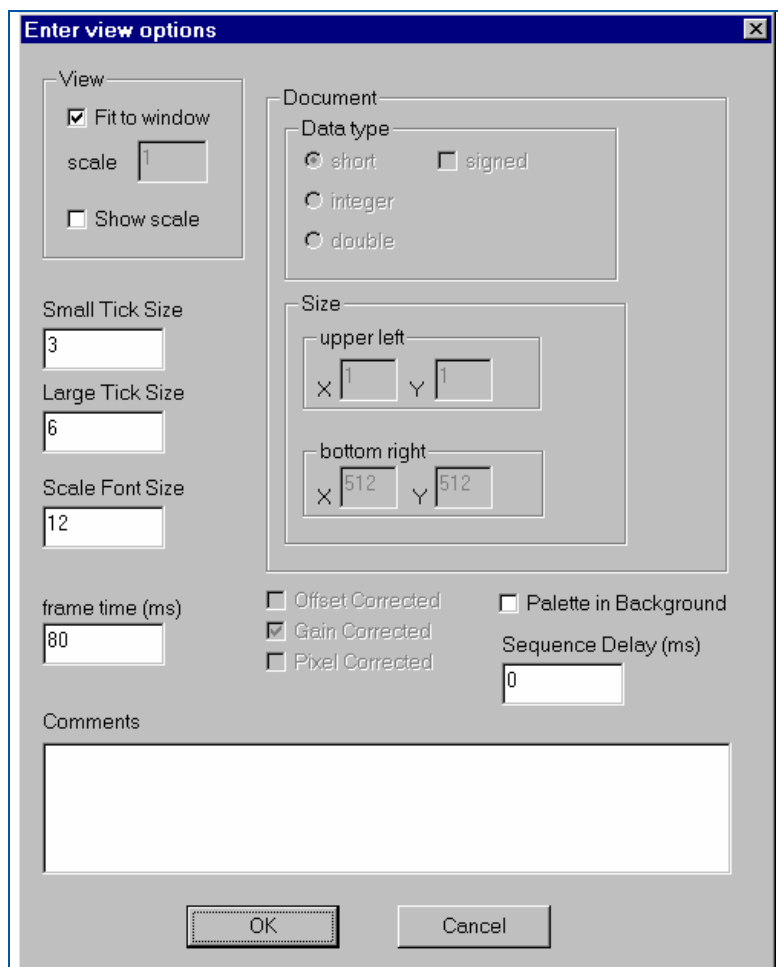 Enter view options
View
Fit to window
scale 1
Show scale
Small Tick Size
3
Large Tick Size
6
Scale Font Size
12
frame time (ms)
80
Document
Data type
short signed
integer
double
Size
upper left
X 1 Y 1
bottom right
X 512 Y 512
Offset Corrected
Gain Corrected
Pixel Corrected
Palette in Background
Sequence Delay (ms)
0
Comments
OK Cancel